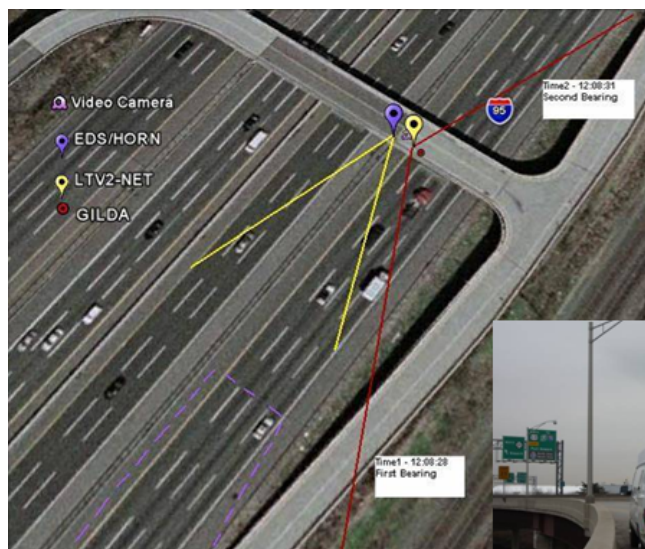 Video Camera
EDS/HORN
LTV2-NET
GILDA
Time2 - 12:08:31
Second Bearing
95
Time1 - 12:08:28
First Bearing